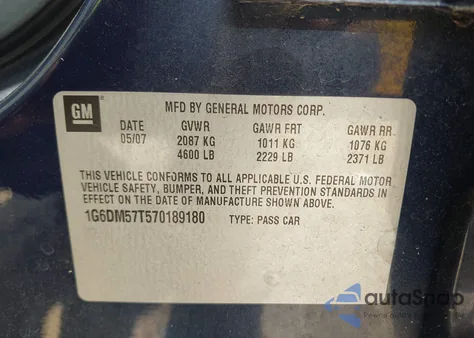 GM
MFD BY GENERAL MOTORS CORP.
DATE GVWR GAWR FRT GAWR RR
05/07 2087 KG 1011 KG 1076 KG
4600 LB 2229 LB 2371 LB
THIS VEHICLE CONFORMS TO ALL APPLICABLE U.S. FEDERAL MOTOR
VEHICLE SAFETY, BUMPER, AND THEFT PREVENTION STANDARDS IN
EFFECT ON THE DATE OF MANUFACTURE SHOWN ABOVE.
1G6DM57T570189180 TYPE: PASS CAR
autoSnap